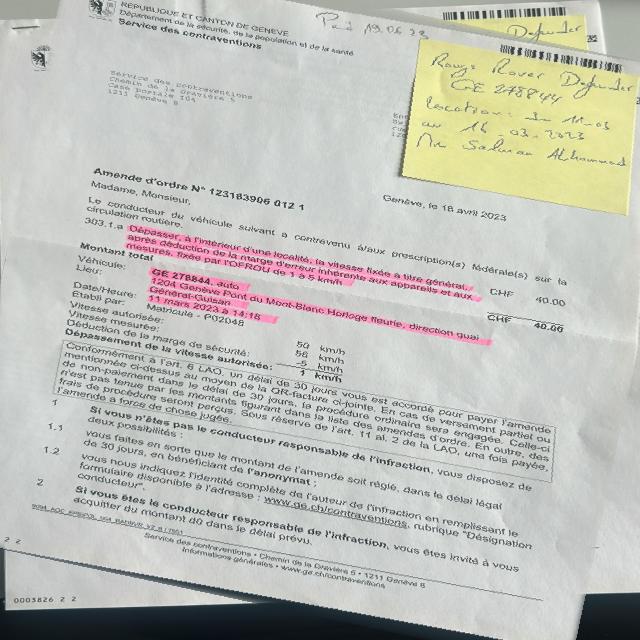 RÉPUBLIQUE ET CANTON DE GENÈVE
Département de la sécurité, de la population et de la santé
Service des contraventions
19.06.23
Defender
Range Rover Defender
GE 278844
location: du 11-03
au 16-03-2023
Mr Salman Alhammad
Service des contraventions
Chemin de la Gravière 5
Case postale 104
1211 Genève 8
Genève, le 18 avril 2023
Amende d'ordre N° 123183906 012 1
Madame, Monsieur,
Le conducteur du véhicule suivant a contrevenu à/aux prescription(s) fédérale(s) sur la
circulation routière.
303.1.a Dépasser, à l'intérieur d'une localité, la vitesse fixée à titre général,
après déduction de la marge d'erreur inhérente aux appareils et aux
mesures, fixée par l'OFROU de 1 à 5 km/h CHF 40.00
Montant total CHF 40.00
Véhicule: GE 278844, auto
Lieu: 1204 Genève Pont du Mont-Blanc Horloge fleurie, direction quai
Général-Guisan
Date/Heure: 11 mars 2023 à 14:18
Établi par: Matricule - P02048
Vitesse autorisée: 50 km/h
Vitesse mesurée: 56 km/h
Déduction de la marge de sécurité: -5 km/h
Dépassement de la vitesse autorisée: 1 km/h
Conformément à l'art. 6 LAO, un délai de 30 jours vous est accordé pour payer l'amende
mentionnée ci-dessus au moyen de la QR-facture ci-jointe. En cas de versement partiel ou
de non-paiement dans le délai de 30 jours, la procédure ordinaire sera engagée. Celle-ci
n'est pas tenue par les montants figurant dans la liste des amendes d'ordre. En outre, des
frais de procédure seront perçus. Sous réserve de l'art. 11 al. 2 de la LAO, une fois payée,
l'amende a force de chose jugée.
1 Si vous n'êtes pas le conducteur responsable de l'infraction, vous disposez de
deux possibilités :
1.1 vous faites en sorte que le montant de l'amende soit réglé, dans le délai légal
de 30 jours, en bénéficiant de l'anonymat ;
1.2 vous nous indiquez l'identité complète de l'auteur de l'infraction en remplissant le
formulaire disponible à l'adresse : www.ge.ch/contraventions, rubrique "Désignation
conducteur".
2 Si vous êtes le conducteur responsable de l'infraction, vous êtes invité à vous
acquitter du montant dû dans le délai prévu.
Service des contraventions • Chemin de la Gravière 5 • 1211 Genève 8
Informations générales • www.ge.ch/contraventions
2 2
0003826 2 2